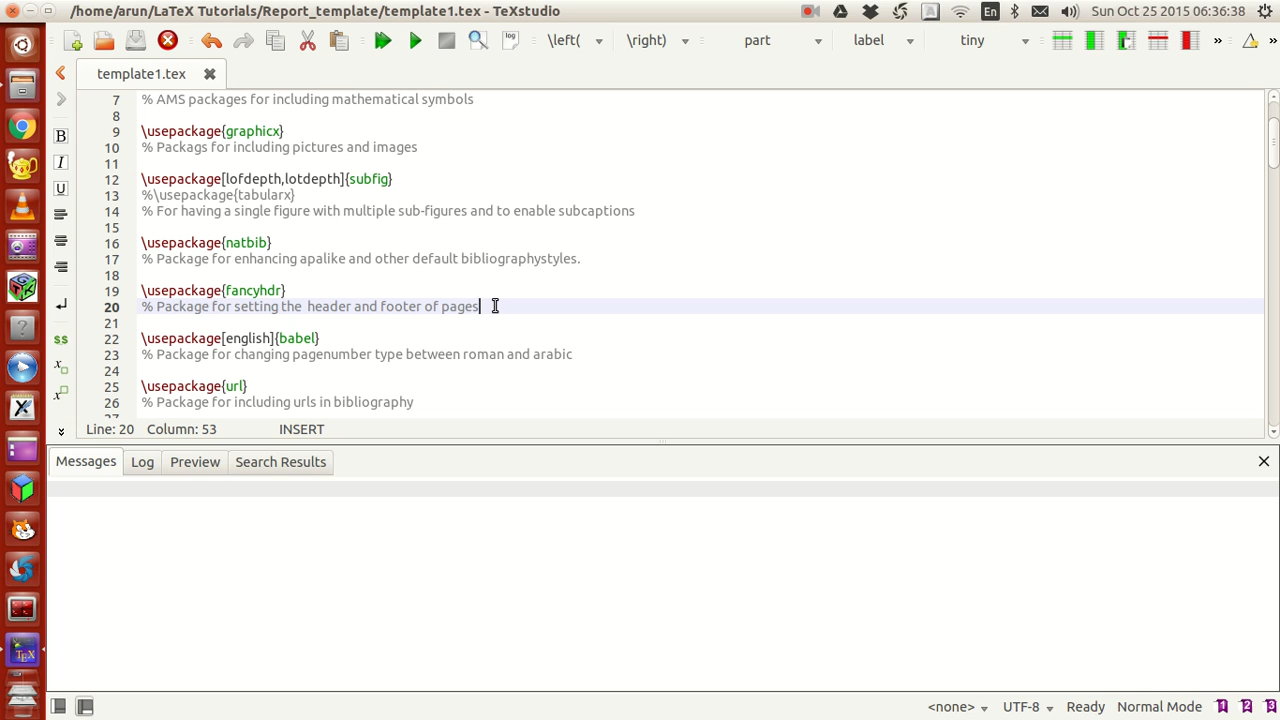 /home/arun/LaTeX Tutorials/Report_template/template1.tex - TeXstudio
En
Sun Oct 25 2015 06:36:38
\left(
\right)
part
label
tiny
»
»
template1.tex
7 % AMS packages for including mathematical symbols
8
9 \usepackage{graphicx}
10 % Packags for including pictures and images
11
12 \usepackage[lofdepth,lotdepth]{subfig}
13 %\usepackage{tabularx}
14 % For having a single figure with multiple sub-figures and to enable subcaptions
15
16 \usepackage{natbib}
17 % Package for enhancing apalike and other default bibliographystyles.
18
19 \usepackage{fancyhdr}
20 % Package for setting the  header and footer of pages
21
22 \usepackage[english]{babel}
23 % Package for changing pagenumber type between roman and arabic
24
25 \usepackage{url}
26 % Package for including urls in bibliography
B
I
U
$$
Line: 20 Column: 53 INSERT
Messages Log Preview Search Results
<none> UTF-8 Ready Normal Mode 1 2 3